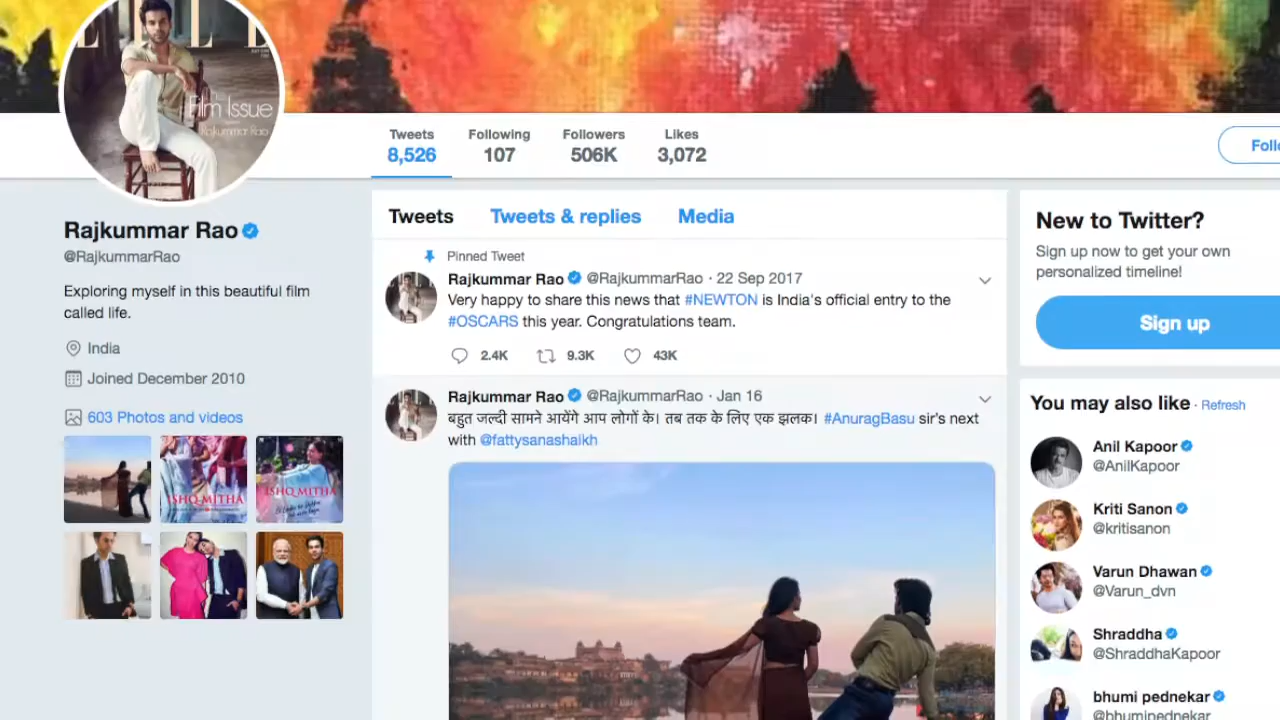 ELLE
The
Film Issue
Rajkummar Rao
Tweets
8,526
Following
107
Followers
506K
Likes
3,072
Rajkummar Rao
@RajkummarRao
Exploring myself in this beautiful film
called life.
India
Joined December 2010
603 Photos and videos
ISHQ MITHA
ISHQ MITHA
Tweets
Tweets & replies
Media
Pinned Tweet
Rajkummar Rao @RajkummarRao · 22 Sep 2017
Very happy to share this news that #NEWTON is India's official entry to the
#OSCARS this year. Congratulations team.
2.4K 9.3K 43K
Rajkummar Rao @RajkummarRao · Jan 16
बहुत जल्दी सामने आयेंगे आप लोगों के। तब तक के लिए एक झलक। #AnuragBasu sir's next
with @fattysanashaikh
New to Twitter?
Sign up now to get your own
personalized timeline!
Sign up
You may also like · Refresh
Anil Kapoor
@AnilKapoor
Kriti Sanon
@kritisanon
Varun Dhawan
@Varun_dvn
Shraddha
@ShraddhaKapoor
bhumi pednekar
@bhumipednekar